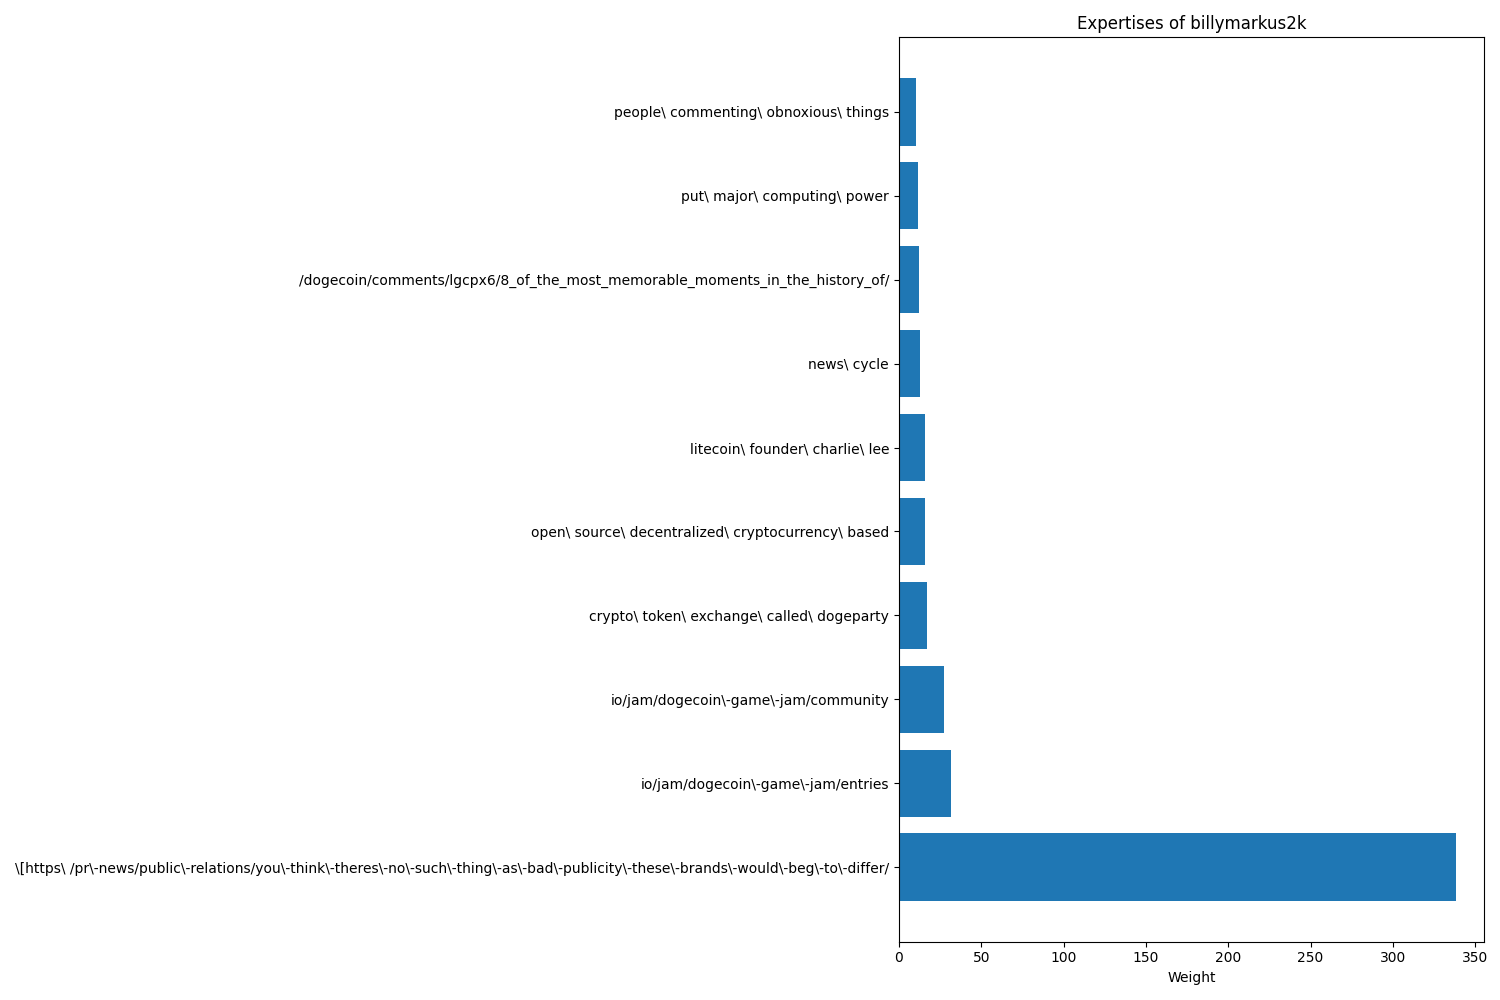 Expertises of billymarkus2k
people\ commenting\ obnoxious\ things
put\ major\ computing\ power
/dogecoin/comments/lgcpx6/8_of_the_most_memorable_moments_in_the_history_of/
news\ cycle
litecoin\ founder\ charlie\ lee
open\ source\ decentralized\ cryptocurrency\ based
crypto\ token\ exchange\ called\ dogeparty
io/jam/dogecoin\-game\-jam/community
io/jam/dogecoin\-game\-jam/entries
\[https\ /pr\-news/public\-relations/you\-think\-theres\-no\-such\-thing\-as\-bad\-publicity\-these\-brands\-would\-beg\-to\-differ/
0 50 100 150 200 250 300 350
Weight